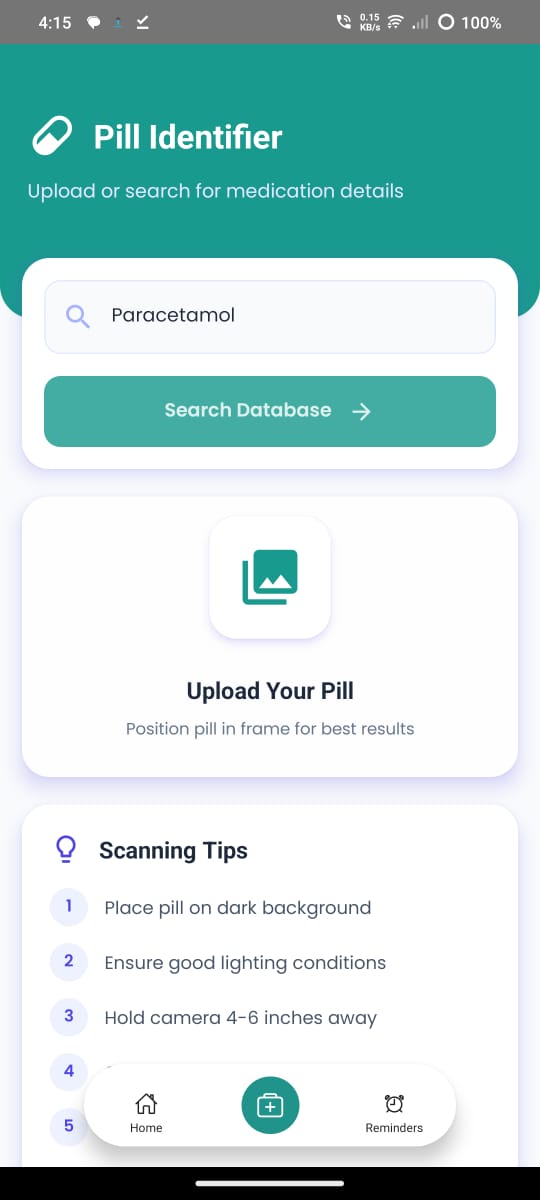 4:15
0.15
KB/s
100%
Pill Identifier
Upload or search for medication details
Paracetamol
Search Database
Upload Your Pill
Position pill in frame for best results
Scanning Tips
1 Place pill on dark background
2 Ensure good lighting conditions
3 Hold camera 4-6 inches away
4
5
Home
Reminders